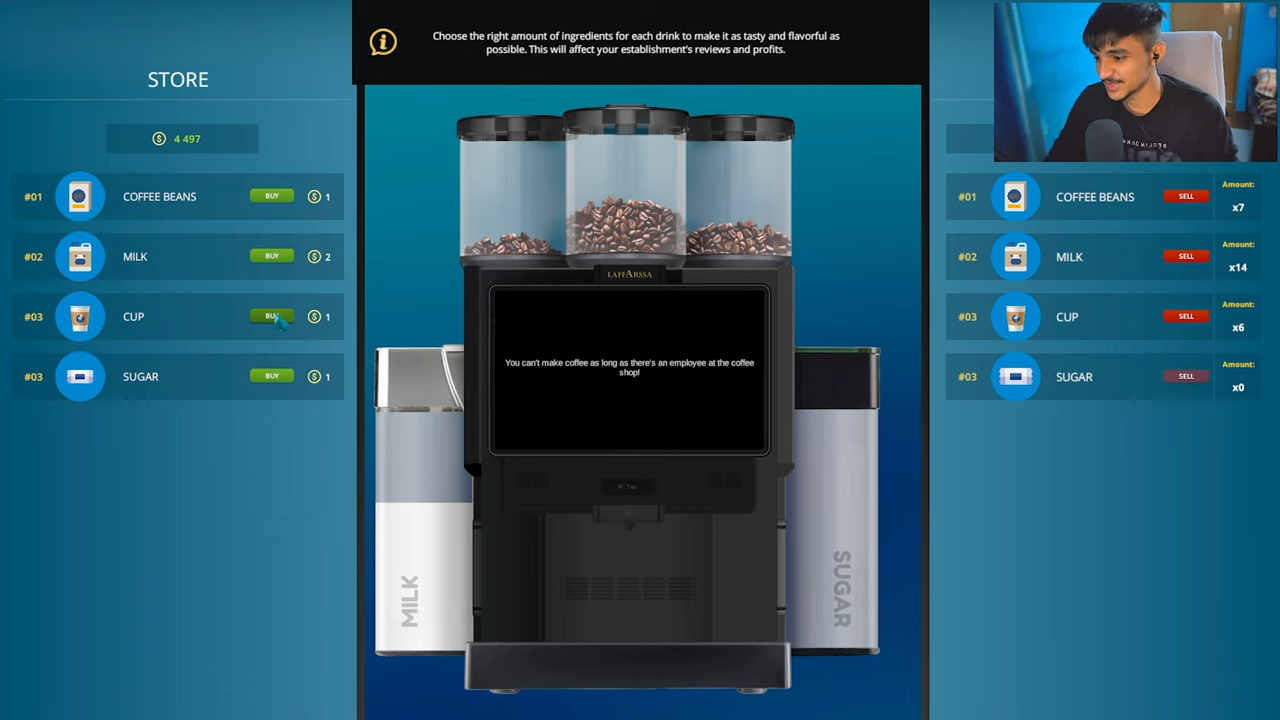 Choose the right amount of ingredients for each drink to make it as tasty and flavorful as
possible. This will affect your establishment's reviews and profits.
STORE
4 497
#01 COFFEE BEANS BUY 1
#02 MILK BUY 2
#03 CUP BUY 1
#03 SUGAR BUY 1
LAFFARSSA
You can't make coffee as long as there's an employee at the coffee
shop!
Tap
MILK
SUGAR
#01 COFFEE BEANS SELL Amount: x7
#02 MILK SELL Amount: x14
#03 CUP SELL Amount: x6
#03 SUGAR SELL Amount: x0